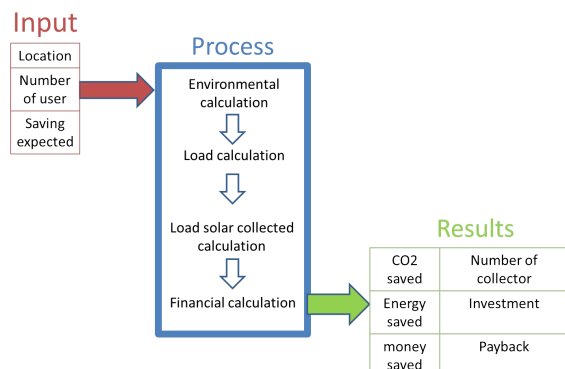 Input
Location
Number
of user
Saving
expected
Process
Environmental
calculation
Load calculation
Load solar collected
calculation
Financial calculation
Results
CO2
saved
Number of
collector
Energy
saved
Investment
money
saved
Payback